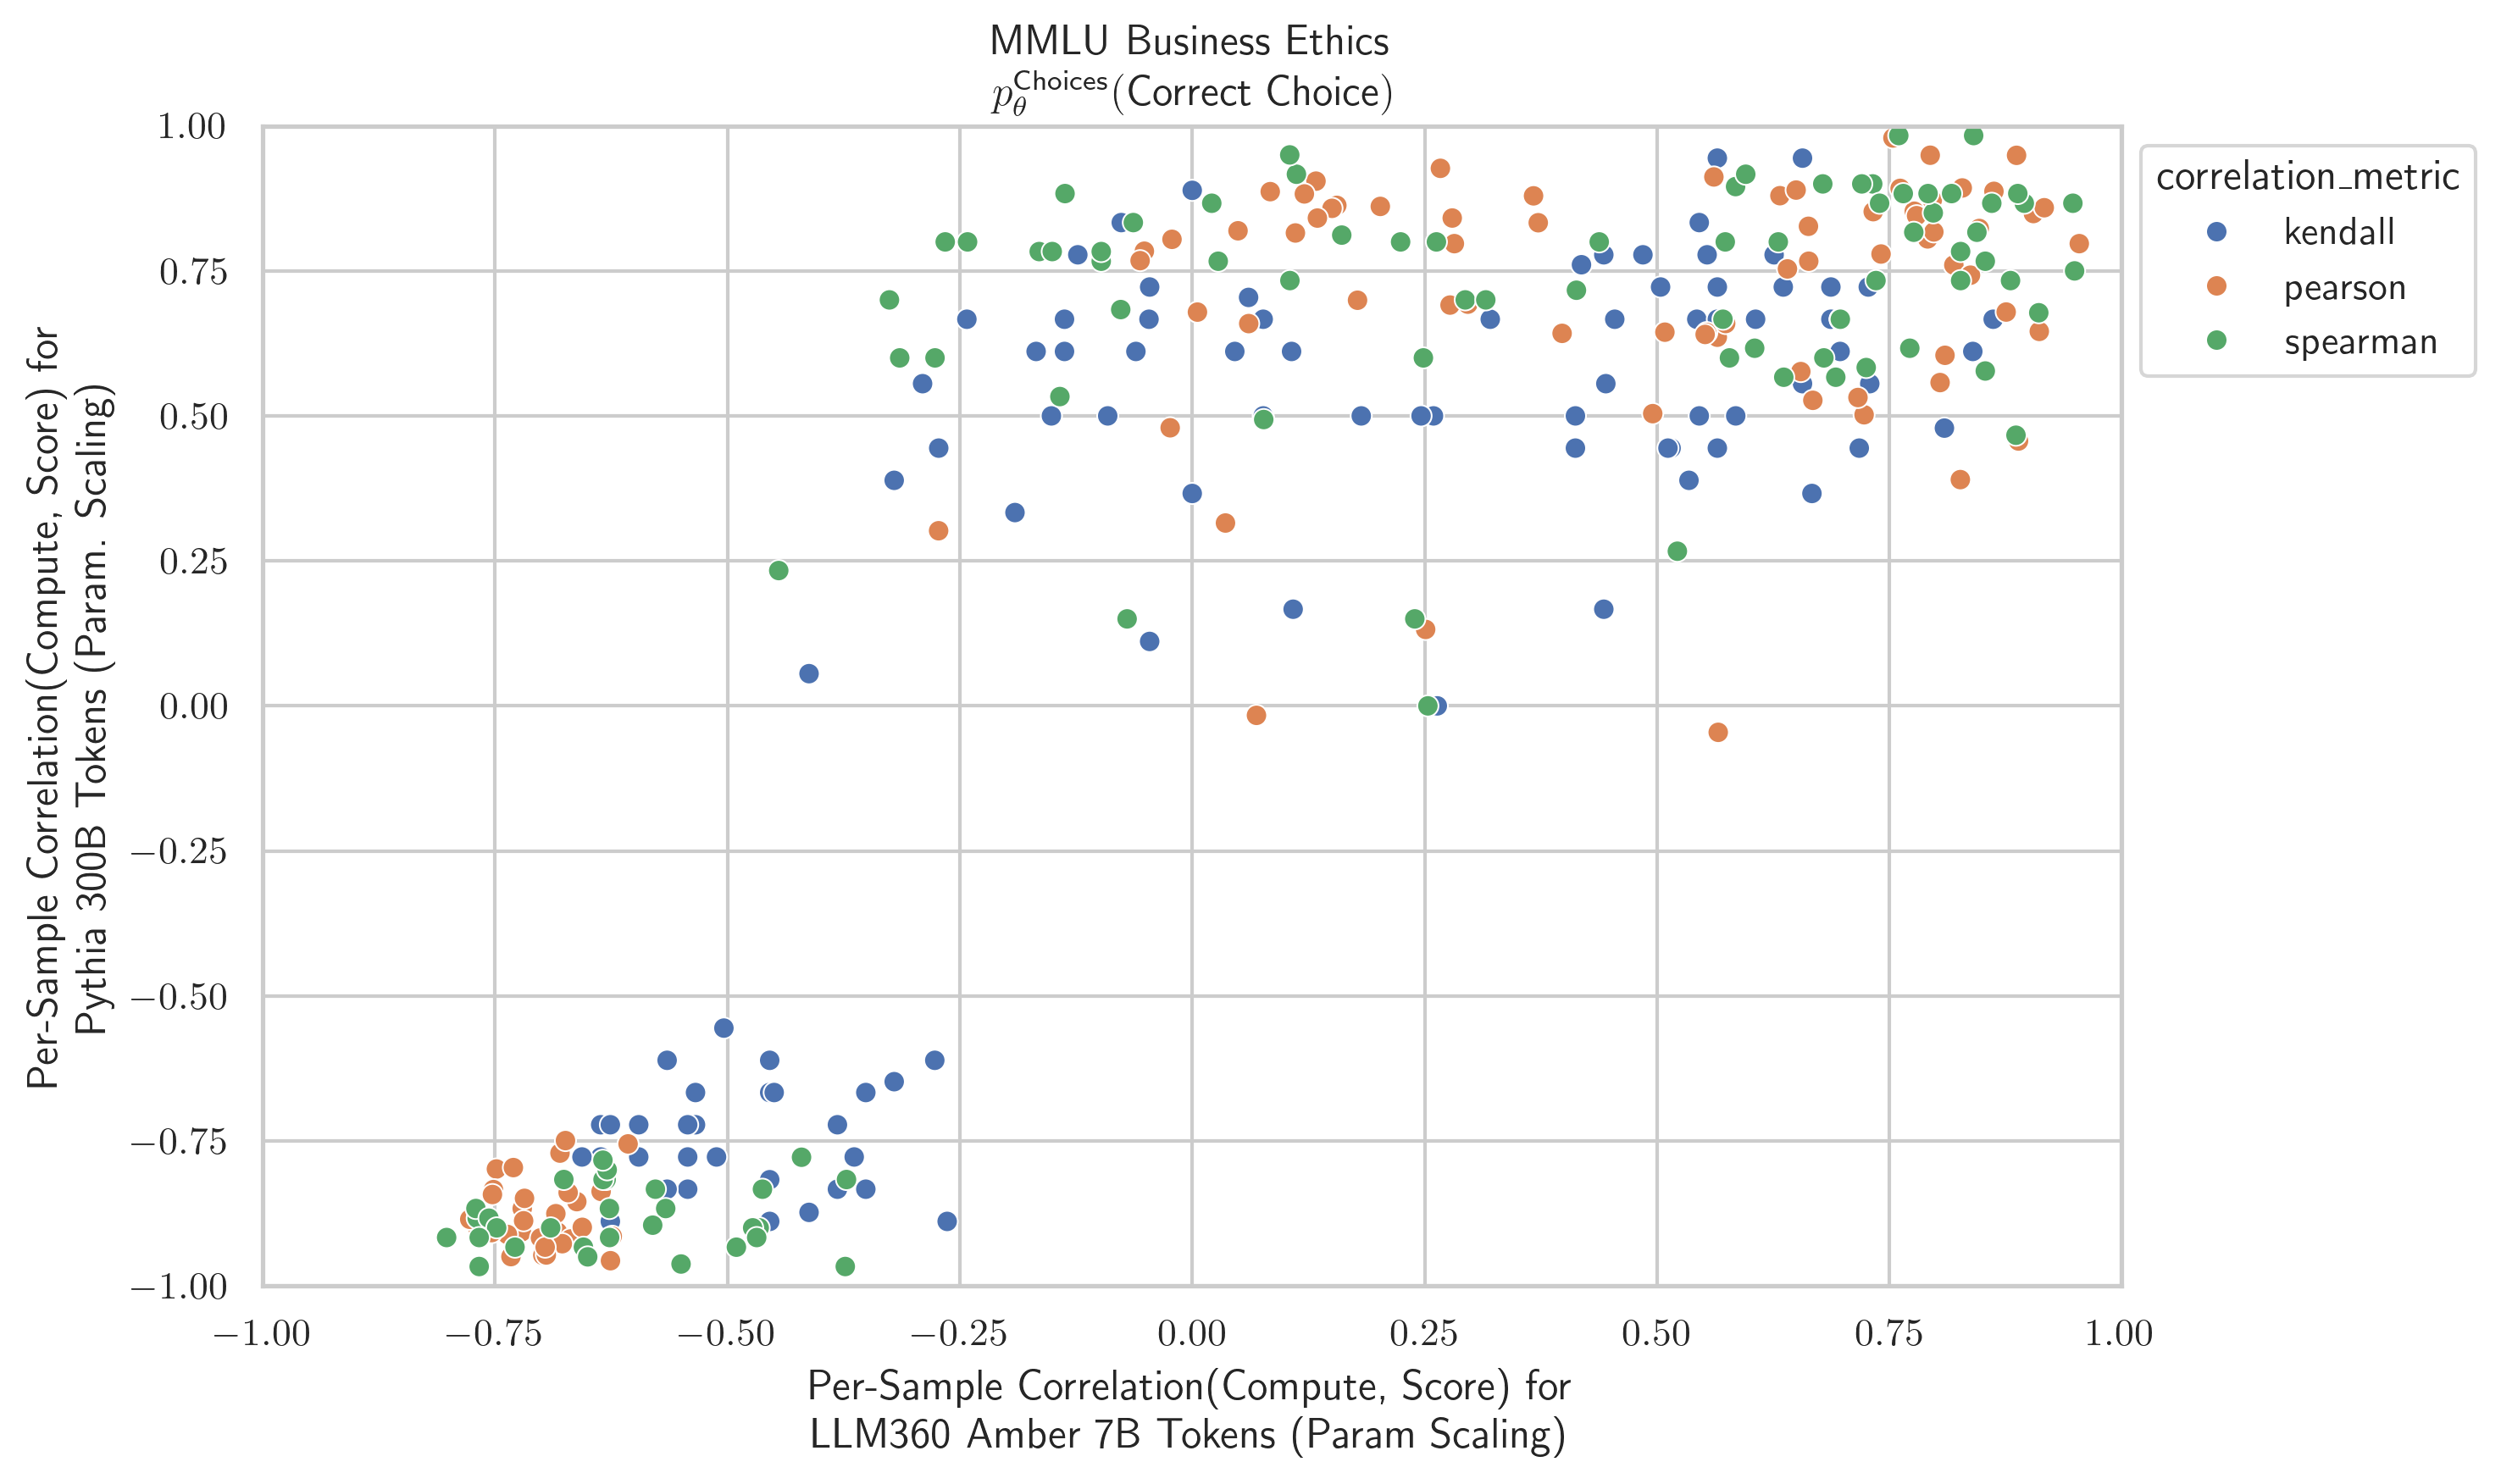 MMLU Business Ethics
p_θ^Choices(Correct Choice)
1.00
0.75
0.50
0.25
0.00
−0.25
−0.50
−0.75
−1.00
Per-Sample Correlation(Compute, Score) for
Pythia 300B Tokens (Param. Scaling)
correlation_metric
kendall
pearson
spearman
−1.00 −0.75 −0.50 −0.25 0.00 0.25 0.50 0.75 1.00
Per-Sample Correlation(Compute, Score) for
LLM360 Amber 7B Tokens (Param Scaling)